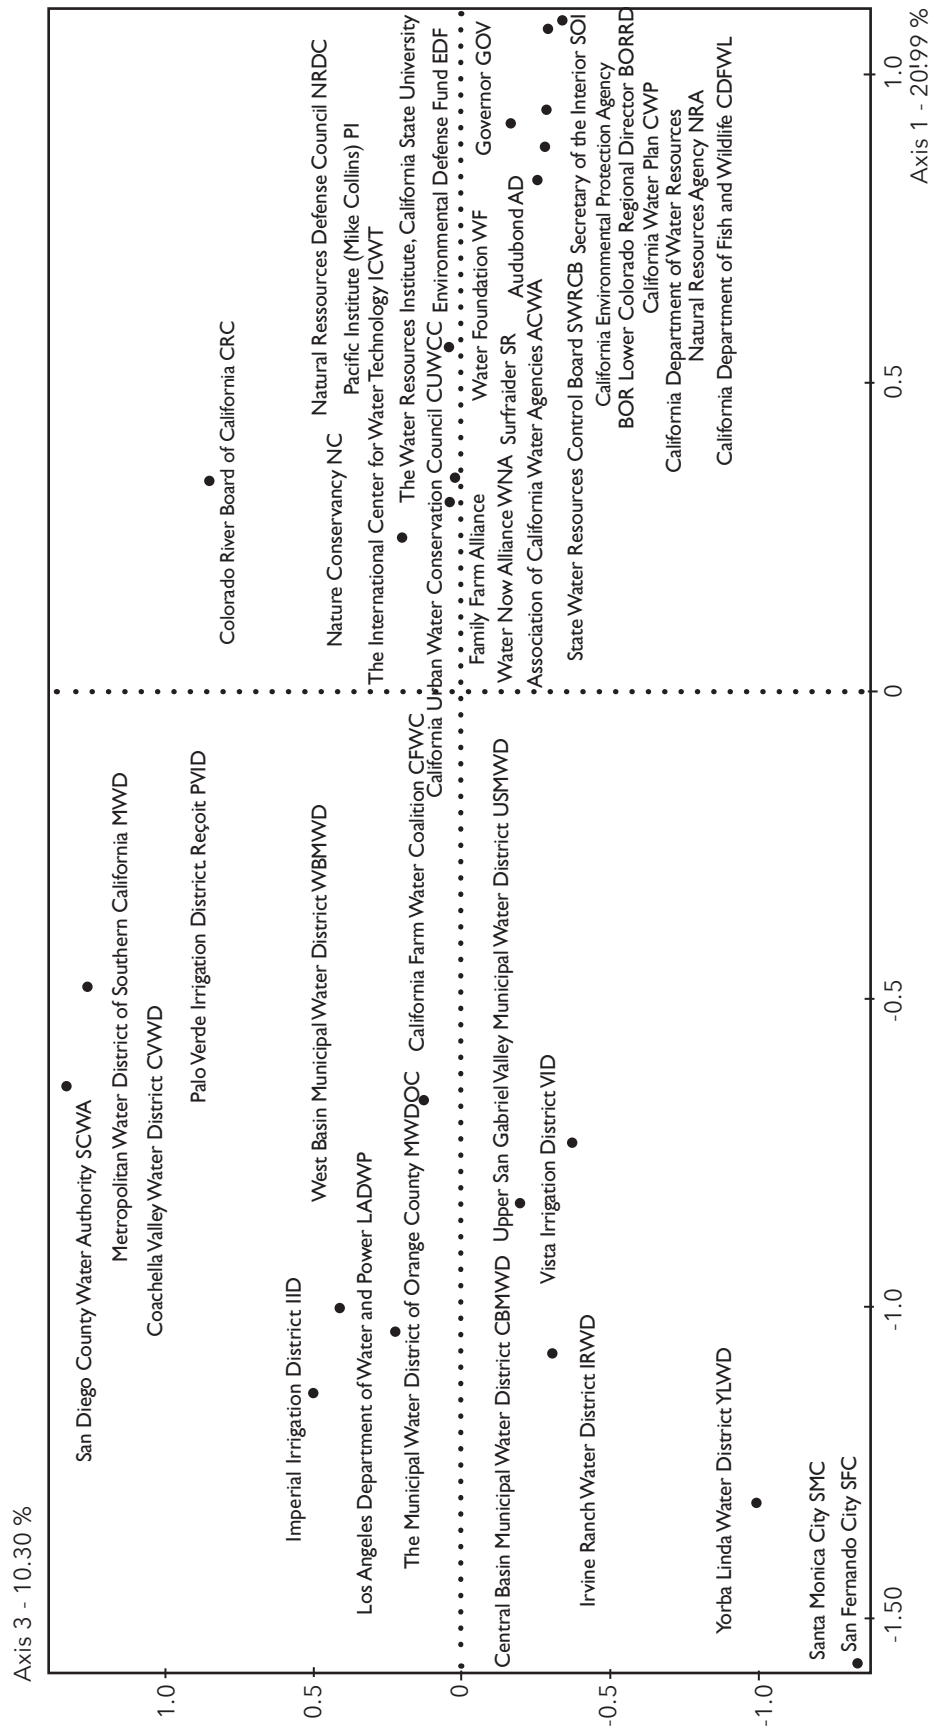 Axis 3 - 10.30 %
San Diego County Water Authority SCWA
Metropolitan Water District of Southern California MWD
Coachella Valley Water District CVWD
Palo Verde Irrigation District Reçoit PVID
Colorado River Board of California CRC
Imperial Irrigation District IID
West Basin Municipal Water District WBMWD
Nature Conservancy NC
Natural Ressources Defense Council NRDC
Pacific Institute (Mike Collins) PI
Los Angeles Department of Water and Power LADWP
The International Center for Water Technology ICWT
The Municipal Water District of Orange County MWDOC
California Farm Water Coalition CFWC
The Water Resources Institute, California State University
California Urban Water Conservation Council CUWCC
Environmental Defense Fund EDF
Family Farm Alliance
Water Foundation WF
Governor GOV
Central Basin Municipal Water District CBMWD
Upper San Gabriel Valley Municipal Water District USMWD
Water Now Alliance WNA
Surfraider SR
Audubond AD
Association of California Water Agencies ACWA
Vista Irrigation District VID
State Water Resources Control Board SWRCB
Secretary of the Interior SOI
Irvine Ranch Water District IRWD
California Environmental Protection Agency
BOR Lower Colorado Regional Director BORRD
California Water Plan CWP
California Department of Water Resources
Natural Resources Agency NRA
Yorba Linda Water District YLWD
California Department of Fish and Wildlife CDFWL
Santa Monica City SMC
San Fernando City SFC
1.0
0.5
0
-0.5
-1.0
-1.50
-1.0
-0.5
0
0.5
1.0
Axis 1 - 20.99 %